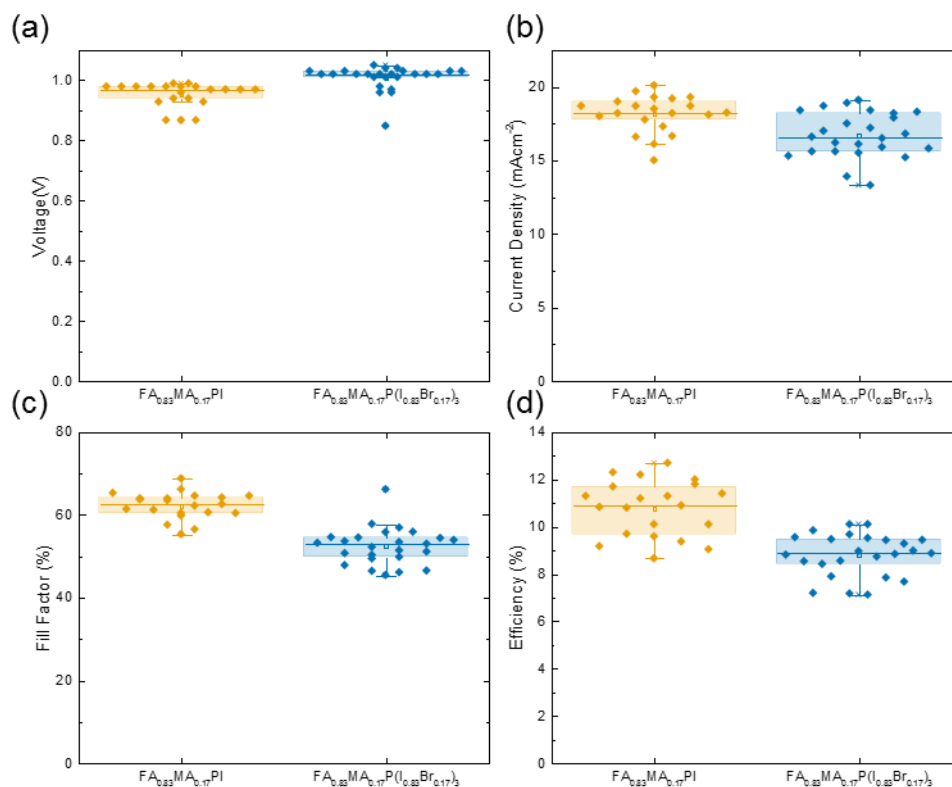 (a)
Voltage(V)
1.0
0.8
0.6
0.4
0.2
0.0
FA0.83MA0.17PI
FA0.83MA0.17P(I0.83Br0.17)3
(b)
Current Density (mAcm⁻²)
20
15
10
5
0
FA0.83MA0.17PI
FA0.83MA0.17P(I0.83Br0.17)3
(c)
Fill Factor (%)
80
60
40
20
0
FA0.83MA0.17PI
FA0.83MA0.17P(I0.83Br0.17)3
(d)
Efficiency (%)
14
12
10
8
6
4
2
0
FA0.83MA0.17PI
FA0.83MA0.17P(I0.83Br0.17)3